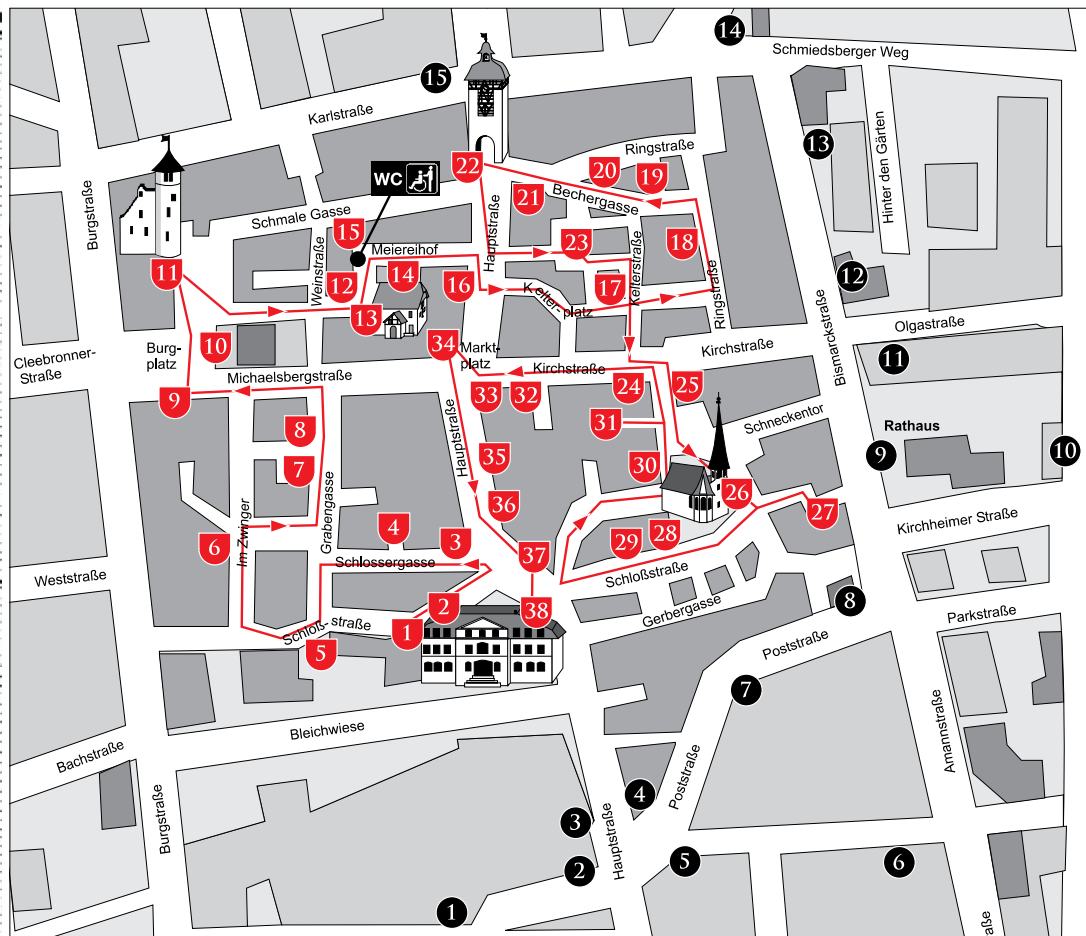 14
Schmiedsberger Weg
15
Karlstraße
13
Hinter den Gärten
Ringstraße
22
20
19
WC
21
Bechergasse
Burgstraße
Schmale Gasse
15
Hauptstraße
Meiereihof
23
18
Weinstraße
Kelterstraße
11
12
14
16
17
Ringstraße
12
Kelter-
platz
Bismarckstraße
13
Olgastraße
10
34
Markt-
platz
Kirchstraße
11
Burg-
platz
Cleebronner-
Straße
Michaelsbergstraße
Kirchstraße
9
33
32
24
25
Schneckentor
8
31
Rathaus
9
10
Hauptstraße
35
7
30
26
36
27
Kirchheimer Straße
6
Im Zwinger
Grabengasse
4
3
29
28
37
Schlossergasse
Schloßstraße
Weststraße
2
38
Gerbergasse
8
Parkstraße
1
Schloß-
straße
5
Poststraße
7
Bleichwiese
Bachstraße
Amannstraße
Poststraße
4
Burgstraße
3
Hauptstraße
2
5
6
1
aße